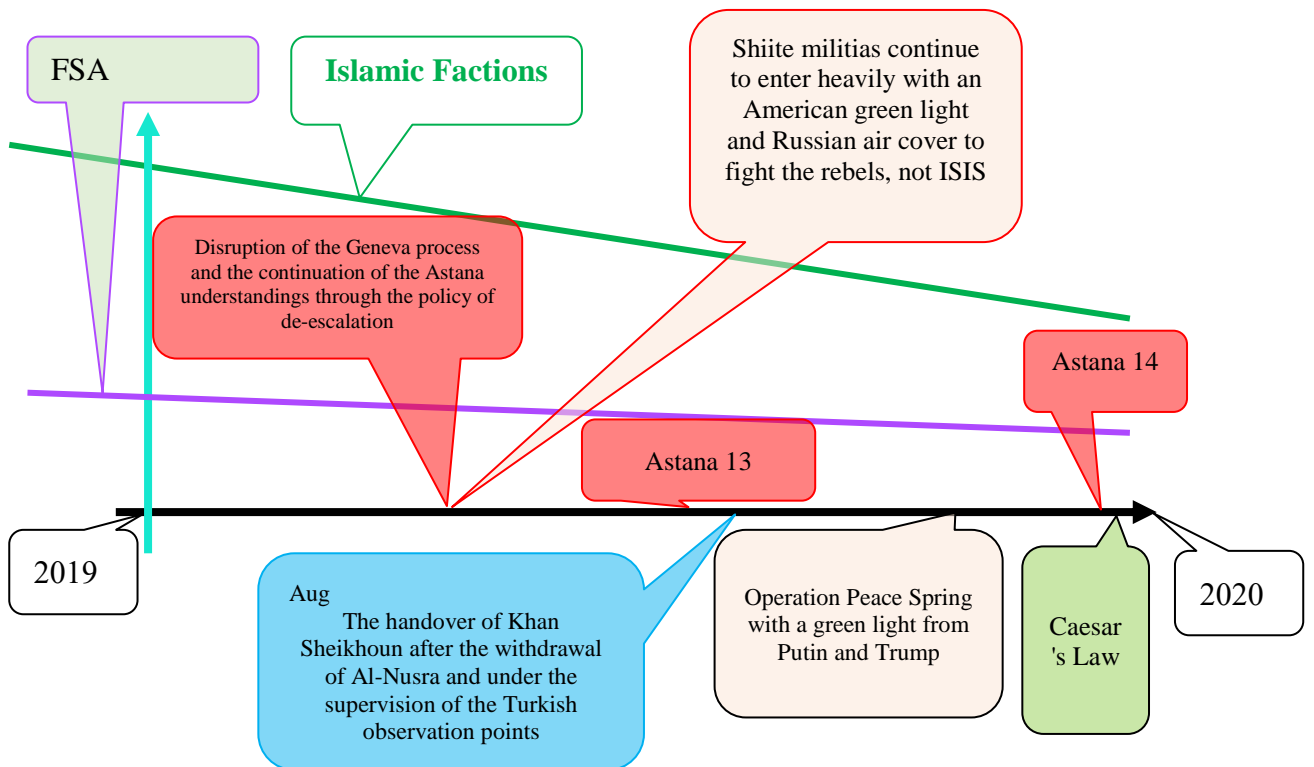 FSA
Islamic Factions
Shiite militias continue
to enter heavily with an
American green light
and Russian air cover to
fight the rebels, not ISIS
Disruption of the Geneva process
and the continuation of the Astana
understandings through the policy of
de-escalation
Astana 14
Astana 13
2019
Aug
The handover of Khan
Sheikhoun after the withdrawal
of Al-Nusra and under the
supervision of the Turkish
observation points
Operation Peace Spring
with a green light from
Putin and Trump
Caesar
's Law
2020